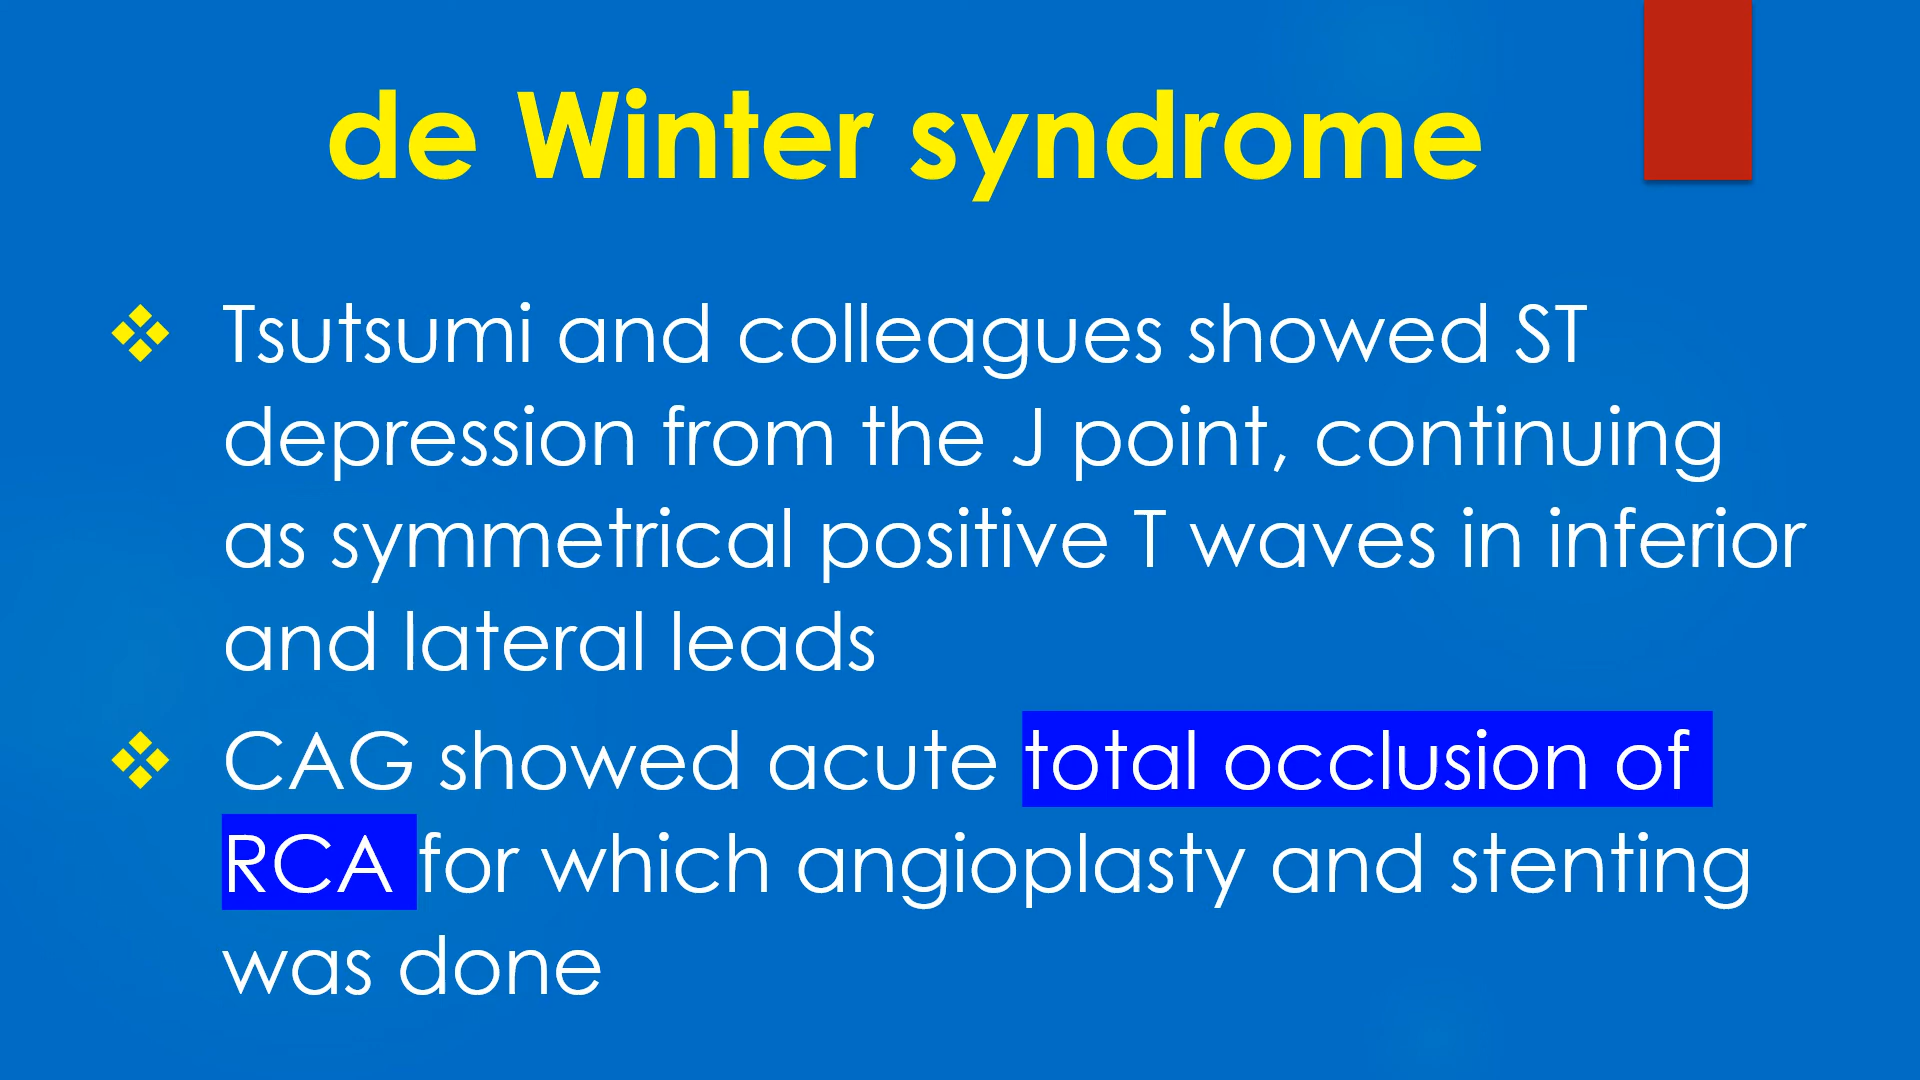 de Winter syndrome
Tsutsumi and colleagues showed ST
depression from the J point, continuing
as symmetrical positive T waves in inferior
and lateral leads
CAG showed acute total occlusion of
RCA for which angioplasty and stenting
was done